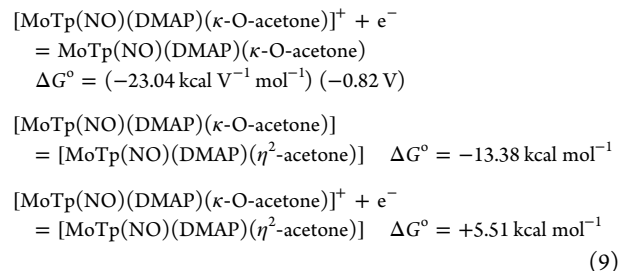 [MoTp(NO)(DMAP)(κ-O-acetone)]⁺ + e⁻
= MoTp(NO)(DMAP)(κ-O-acetone)
ΔG° = (−23.04 kcal V⁻¹ mol⁻¹) (−0.82 V)
[MoTp(NO)(DMAP)(κ-O-acetone)]
= [MoTp(NO)(DMAP)(η²-acetone)] ΔG° = −13.38 kcal mol⁻¹
[MoTp(NO)(DMAP)(κ-O-acetone)]⁺ + e⁻
= [MoTp(NO)(DMAP)(η²-acetone)] ΔG° = +5.51 kcal mol⁻¹
(9)